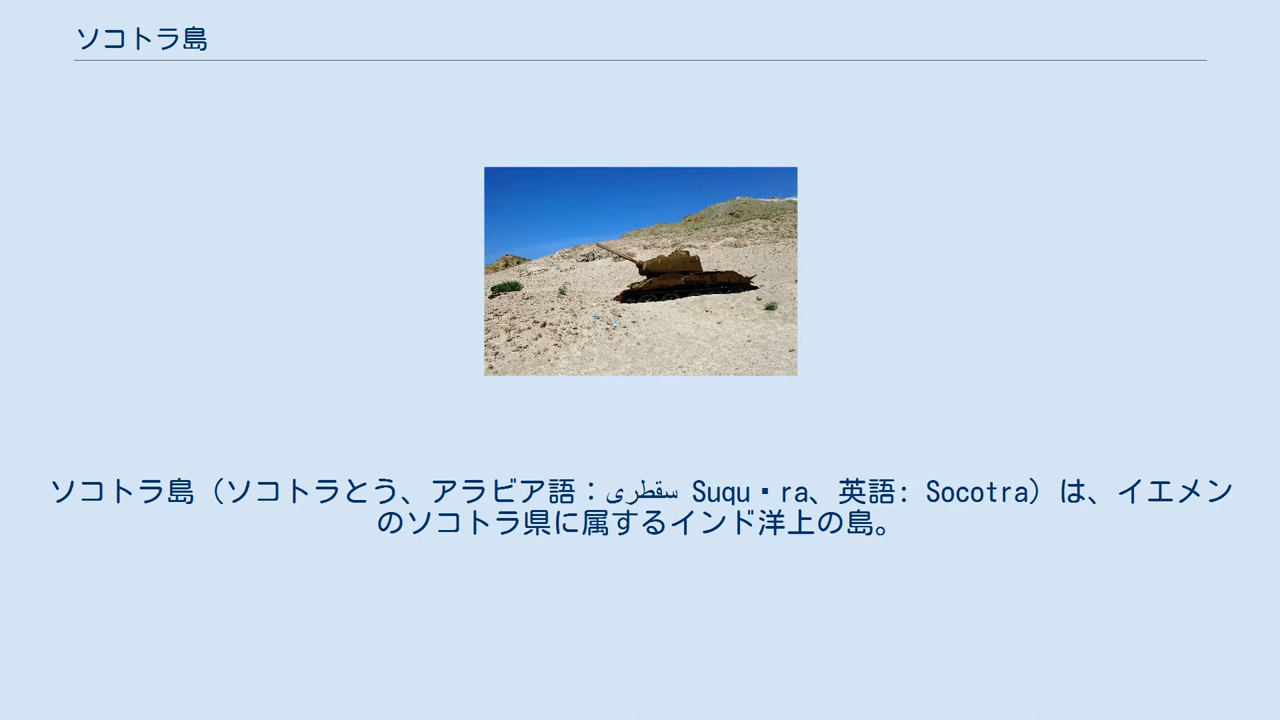 ソコトラ島
ソコトラ島（ソコトラとう、アラビア語：سقطرى Suqu·ra、英語: Socotra）は、イエメン
のソコトラ県に属するインド洋上の島。